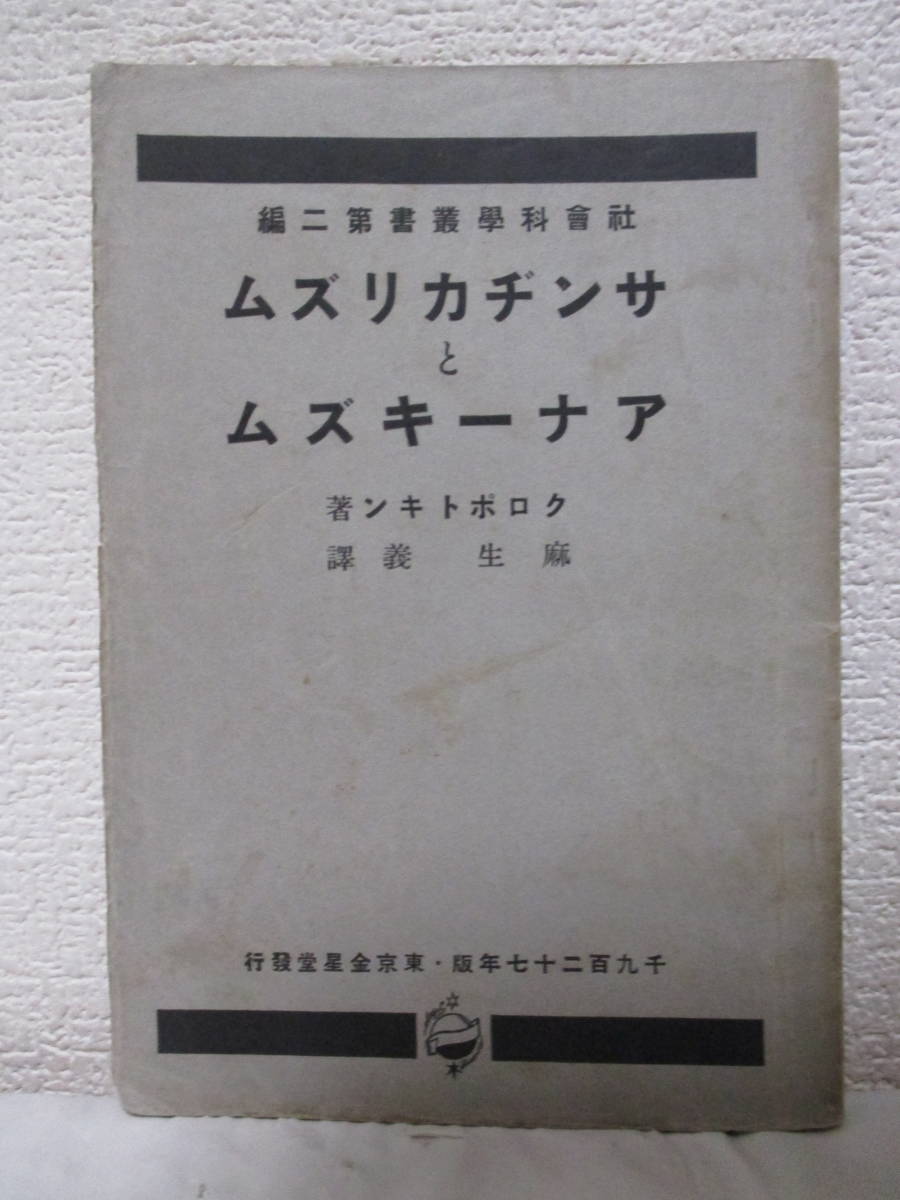 社會科學叢書第二編
サンヂカリズム
と
アナーキズム
クロポトキン著
麻生義譯
千九百二十七年版・東京金星堂發行